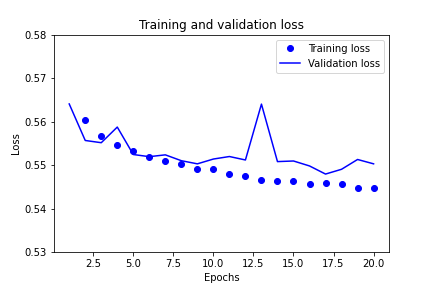 Training and validation loss
Training loss
Validation loss
Loss
0.58
0.57
0.56
0.55
0.54
0.53
2.5 5.0 7.5 10.0 12.5 15.0 17.5 20.0
Epochs